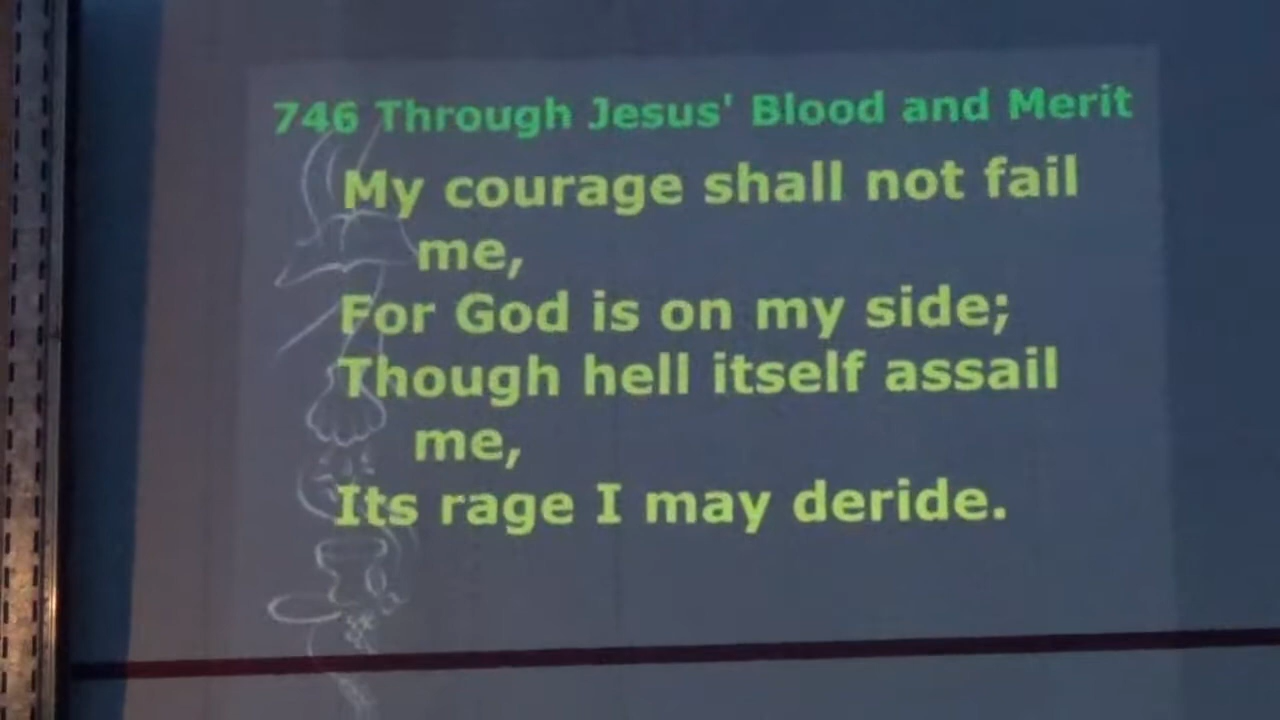 746 Through Jesus' Blood and Merit
My courage shall not fail
me,
For God is on my side;
Though hell itself assail
me,
Its rage I may deride.